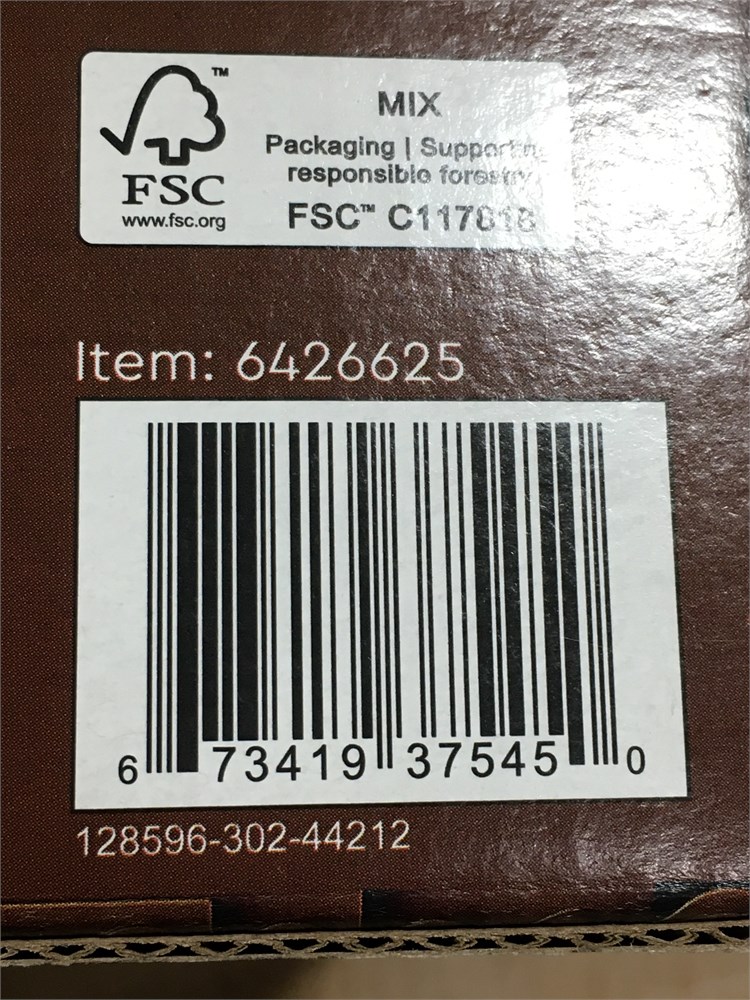 TM
FSC
www.fsc.org
MIX
Packaging | Supporting
responsible forestry
FSC™ C117818
Item: 6426625
6 73419 37545 0
128596-302-44212